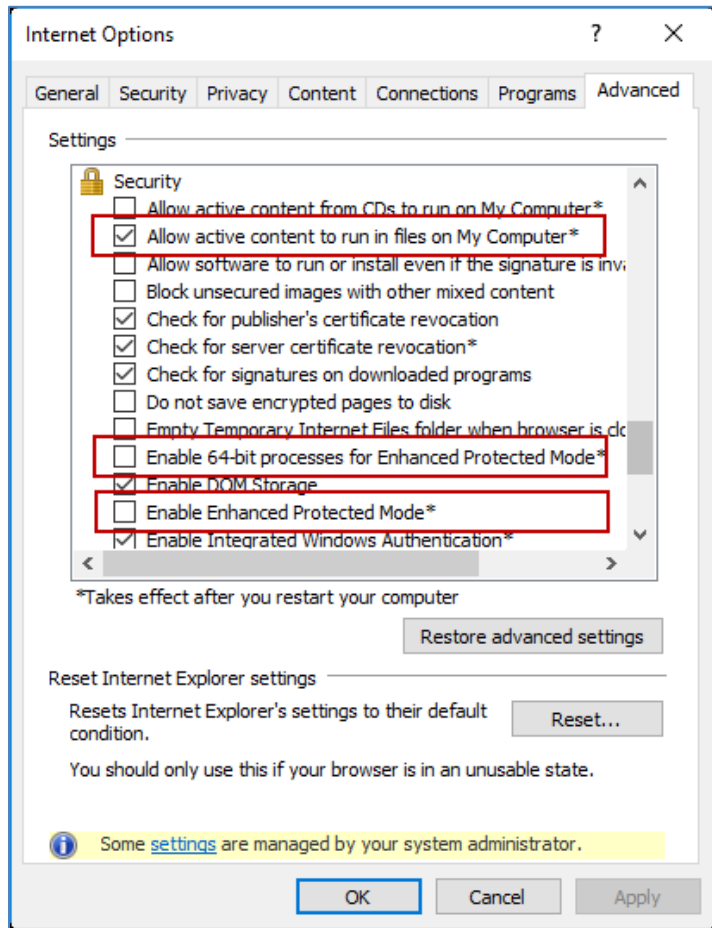 Internet Options
General Security Privacy Content Connections Programs Advanced
Settings
Security
Allow active content from CDs to run on My Computer*
Allow active content to run in files on My Computer*
Allow software to run or install even if the signature is
Block unsecured images with other mixed content
Check for publisher's certificate revocation
Check for server certificate revocation*
Check for signatures on downloaded programs
Do not save encrypted pages to disk
Empty Temporary Internet Files folder when browser is
Enable 64-bit processes for Enhanced Protected Mode*
Enable DOM Storage
Enable Enhanced Protected Mode*
Enable Integrated Windows Authentication*
*Takes effect after you restart your computer
Restore advanced settings
Reset Internet Explorer settings
Resets Internet Explorer's settings to their default
condition.
Reset...
You should only use this if your browser is in an unusable state.
Some settings are managed by your system administrator.
OK Cancel Apply